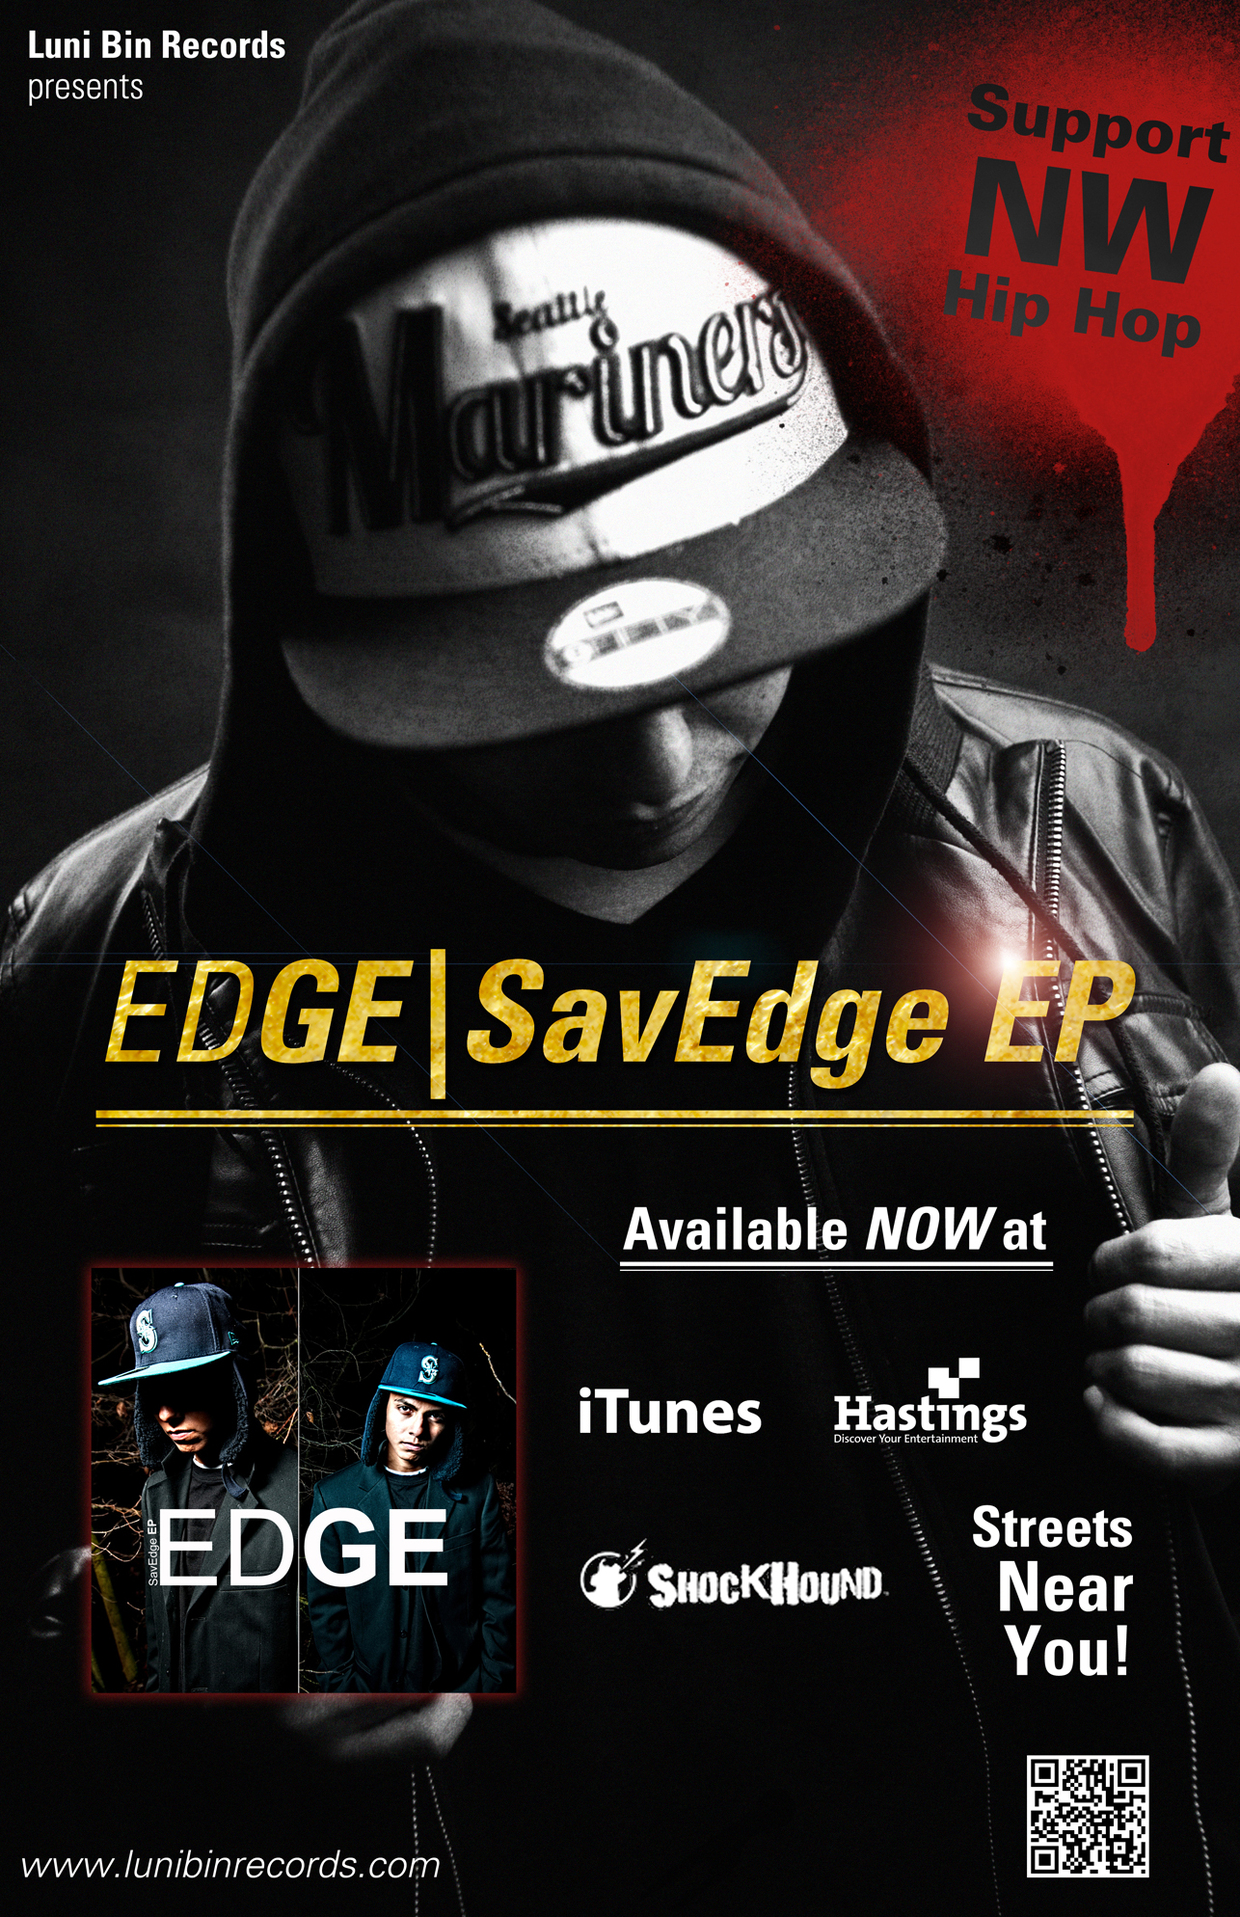 Luni Bin Records
presents
Support
NW
Hip Hop
Seattle
Mariners
EDGE|SavEdge EP
Available NOW at
iTunes
Hastings
Discover Your Entertainment
SHOCKHOUND
Streets
Near
You!
S
S
SavEdge EP
EDGE
www.lunibinrecords.com